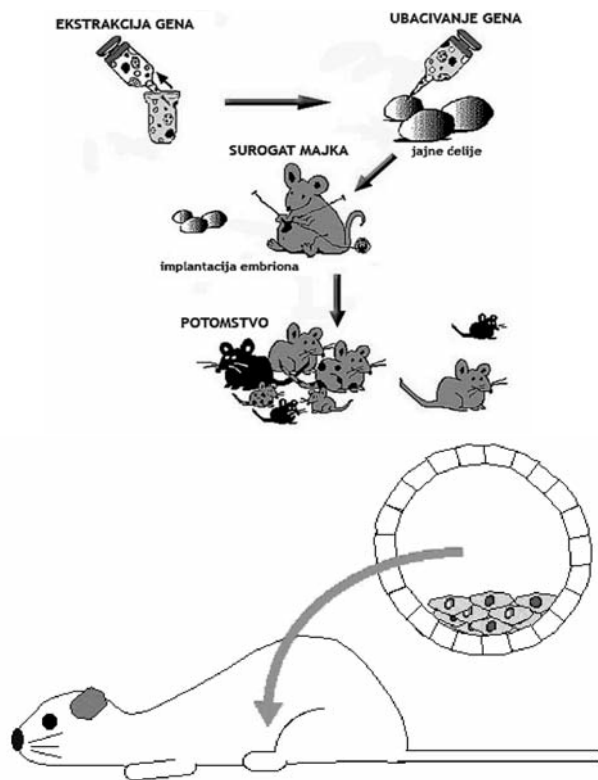 EKSTRAKCIJA GENA
UBACIVANJE GENA
jajne ćelije
SUROGAT MAJKA
implantacija embriona
POTOMSTVO